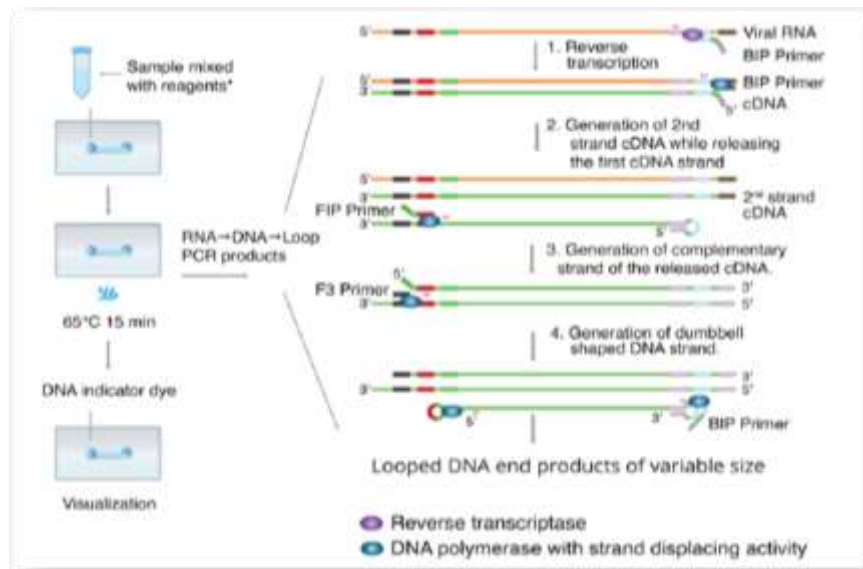 Sample mixed
with reagents*
RNA→DNA→Loop
PCR products
65°C 15 min
DNA indicator dye
Visualization
5'
Viral RNA
BIP Primer
1. Reverse
transcription
BIP Primer
3'
cDNA
5'
2. Generation of 2nd
strand cDNA while releasing
the first cDNA strand
5'
3'
2nd strand
cDNA
FIP Primer
3'
5'
3. Generation of complementary
strand of the released cDNA.
5'
F3 Primer
3'
3'
5'
4. Generation of dumbbell
shaped DNA strand.
3'
3'
5'
5'
3'
BIP Primer
Looped DNA end products of variable size
Reverse transcriptase
DNA polymerase with strand displacing activity